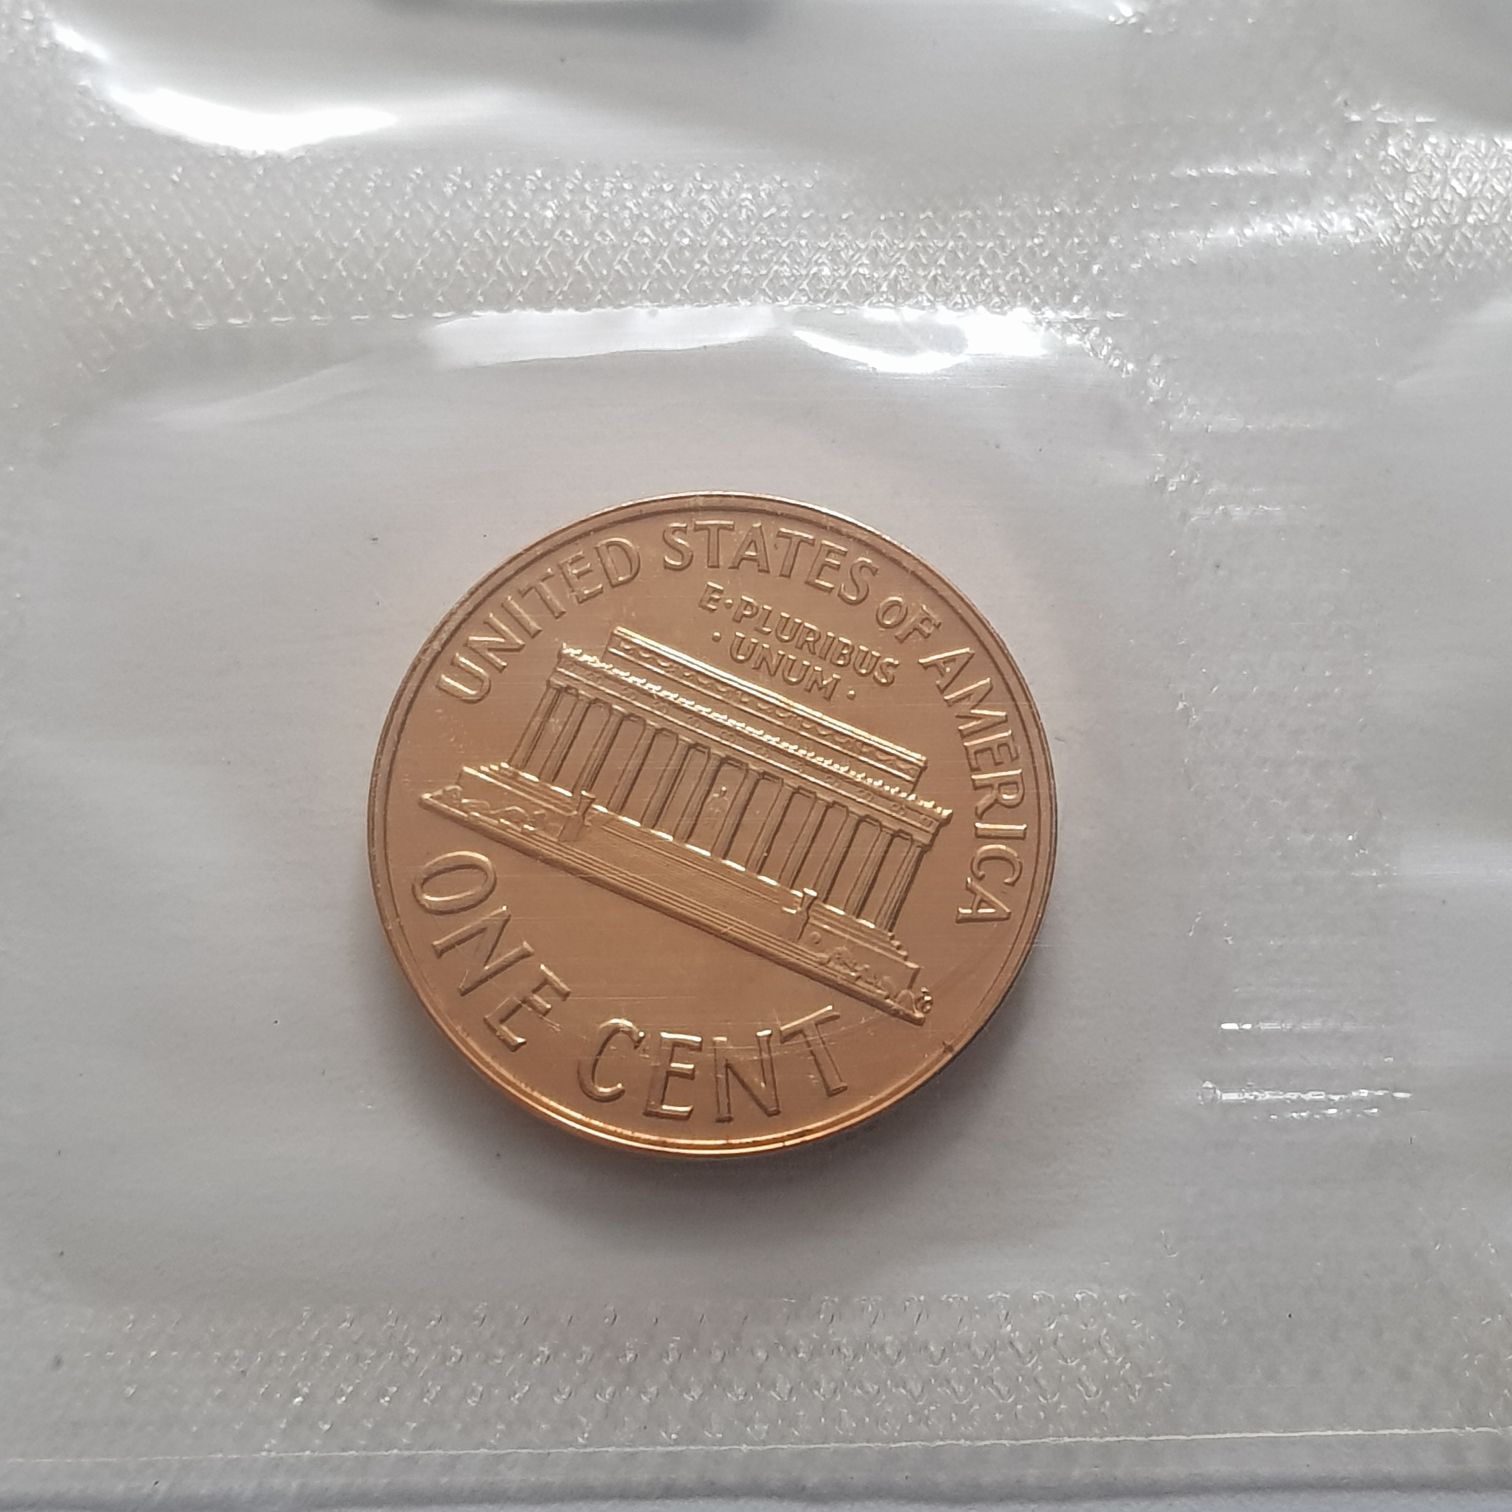 UNITED STATES OF AMERICA
E·PLURIBUS
·UNUM·
ONE CENT